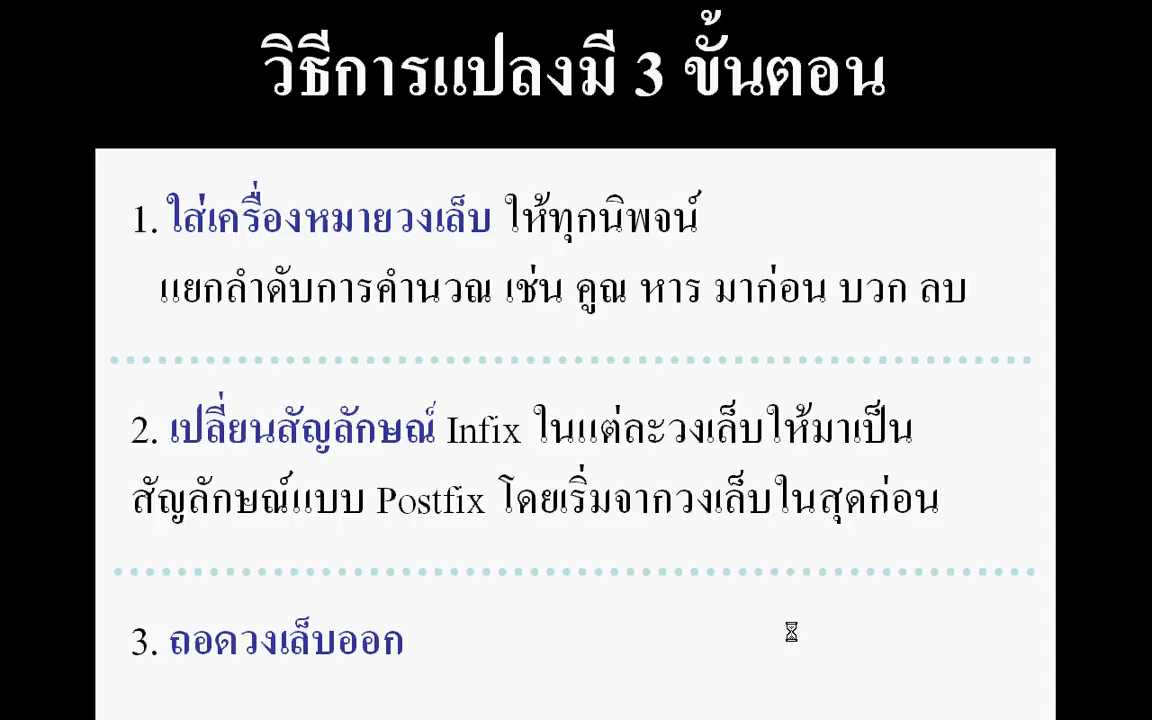 วิธีการแปลงมี 3 ขั้นตอน
1. ใส่เครื่องหมายวงเล็บ ให้ทุกนิพจน์
แยกลำดับการคำนวณ เช่น คูณ หาร มาก่อน บวก ลบ
2. เปลี่ยนสัญลักษณ์ Infix ในแต่ละวงเล็บให้มาเป็น
สัญลักษณ์แบบ Postfix โดยเริ่มจากวงเล็บในสุดก่อน
3. ถอดวงเล็บออก